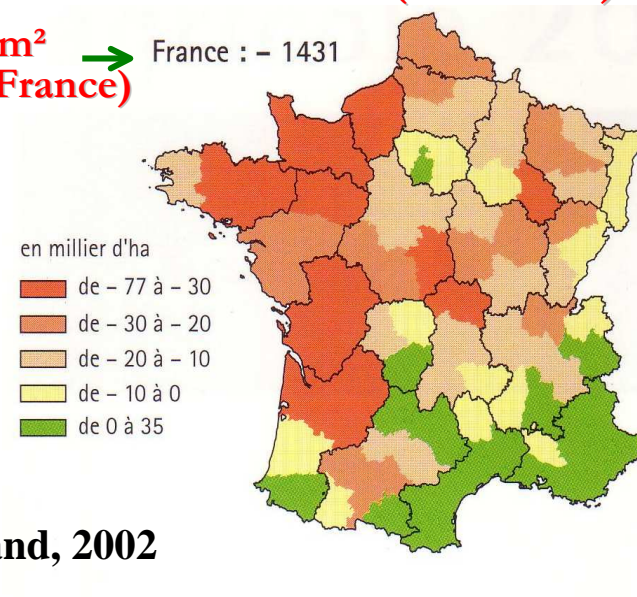 m²
France : – 1431
France)
en millier d'ha
de – 77 à – 30
de – 30 à – 20
de – 20 à – 10
de – 10 à 0
de 0 à 35
and, 2002